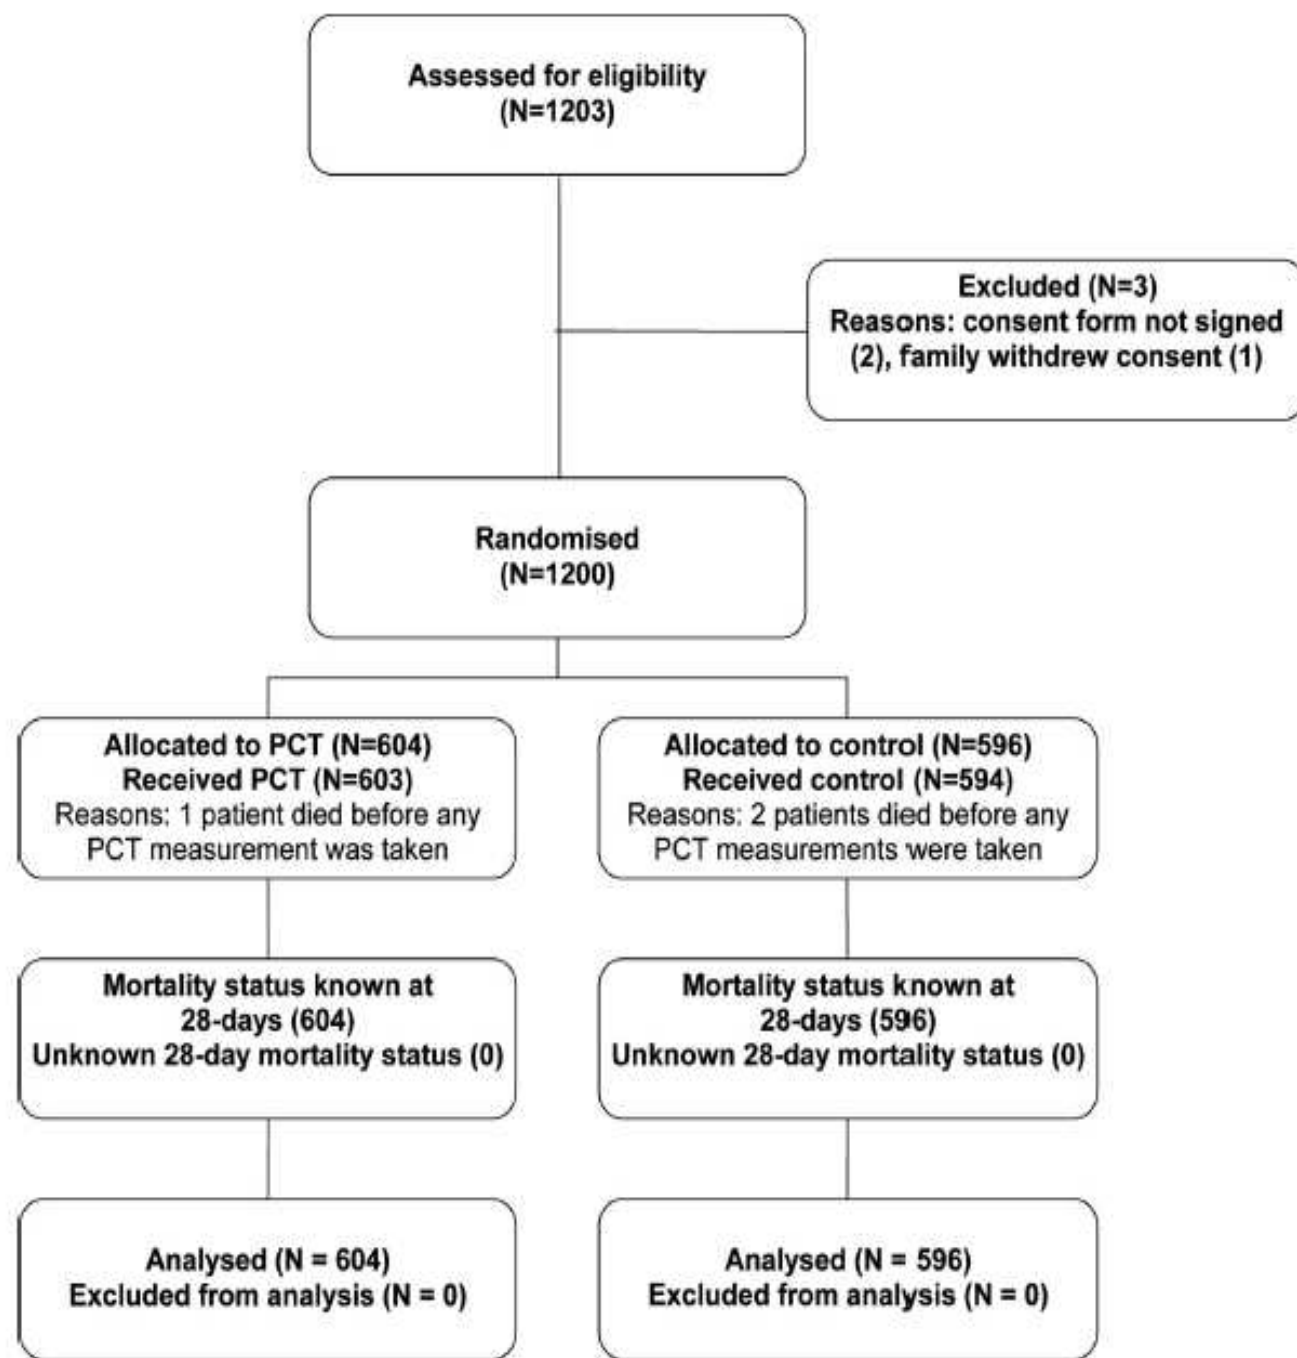 Assessed for eligibility
(N=1203)
Excluded (N=3)
Reasons: consent form not signed
(2), family withdrew consent (1)
Randomised
(N=1200)
Allocated to PCT (N=604)
Received PCT (N=603)
Reasons: 1 patient died before any
PCT measurement was taken
Allocated to control (N=596)
Received control (N=594)
Reasons: 2 patients died before any
PCT measurements were taken
Mortality status known at
28-days (604)
Unknown 28-day mortality status (0)
Mortality status known at
28-days (596)
Unknown 28-day mortality status (0)
Analysed (N = 604)
Excluded from analysis (N = 0)
Analysed (N = 596)
Excluded from analysis (N = 0)